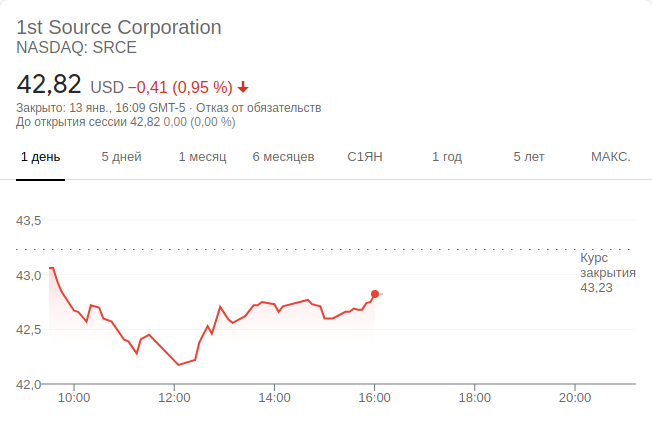 1st Source Corporation
NASDAQ: SRCE
42,82 USD −0,41 (0,95 %)
Закрыто: 13 янв., 16:09 GMT-5 · Отказ от обязательств
До открытия сессии 42,82 0,00 (0,00 %)
1 день 5 дней 1 месяц 6 месяцев С1ЯН 1 год 5 лет МАКС.
43,5
Курс
закрытия
43,23
43,0
42,5
42,0
10:00 12:00 14:00 16:00 18:00 20:00